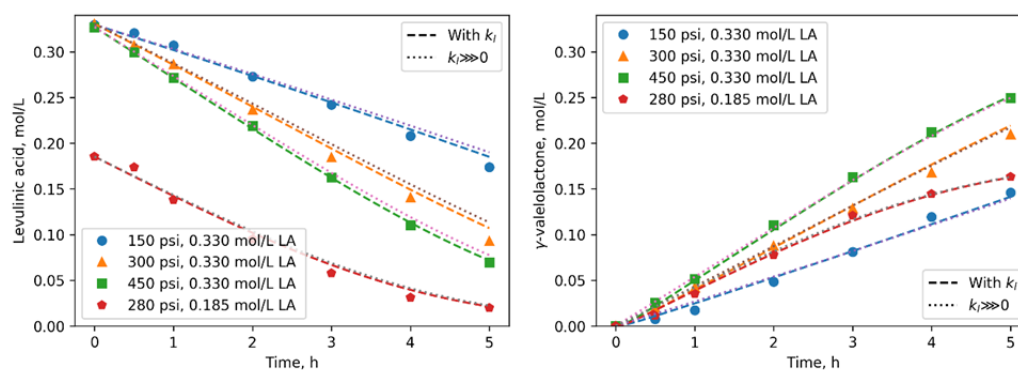 Levulinic acid, mol/L
0.30
0.25
0.20
0.15
0.10
0.05
0.00
With k_I
k_I⋙0
150 psi, 0.330 mol/L LA
300 psi, 0.330 mol/L LA
450 psi, 0.330 mol/L LA
280 psi, 0.185 mol/L LA
0 1 2 3 4 5
Time, h
γ-valelolactone, mol/L
0.30
0.25
0.20
0.15
0.10
0.05
0.00
150 psi, 0.330 mol/L LA
300 psi, 0.330 mol/L LA
450 psi, 0.330 mol/L LA
280 psi, 0.185 mol/L LA
With k_I
k_I⋙0
0 1 2 3 4 5
Time, h